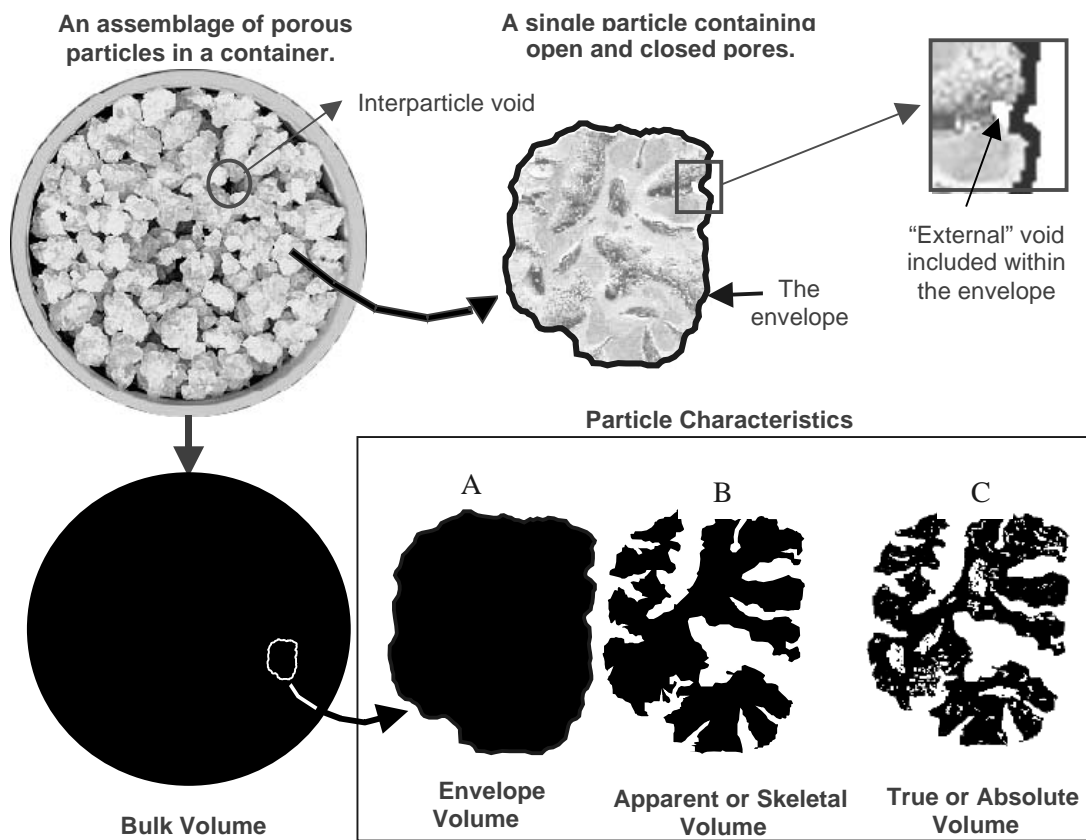 An assemblage of porous
particles in a container.
A single particle containing
open and closed pores.
Interparticle void
“External” void
included within
the envelope
The
envelope
Particle Characteristics
A
B
C
Envelope
Volume
Apparent or Skeletal
Volume
True or Absolute
Volume
Bulk Volume